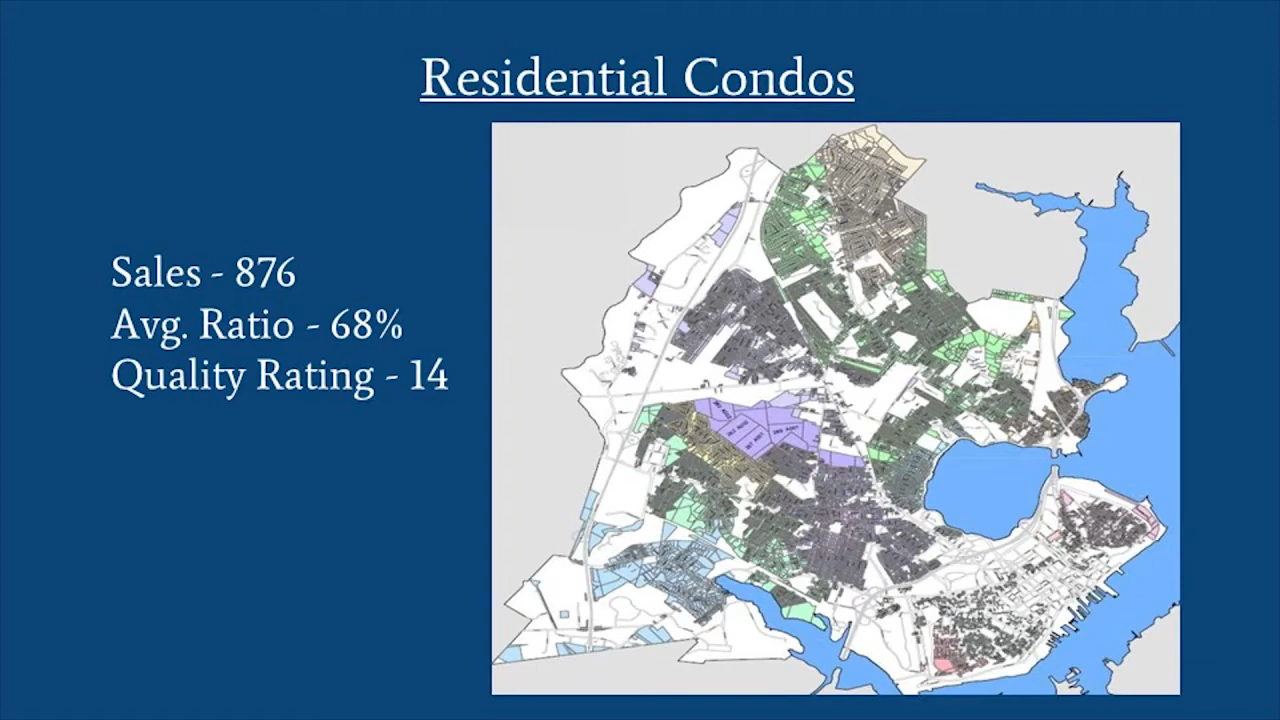 Residential Condos
Sales - 876
Avg. Ratio - 68%
Quality Rating - 14